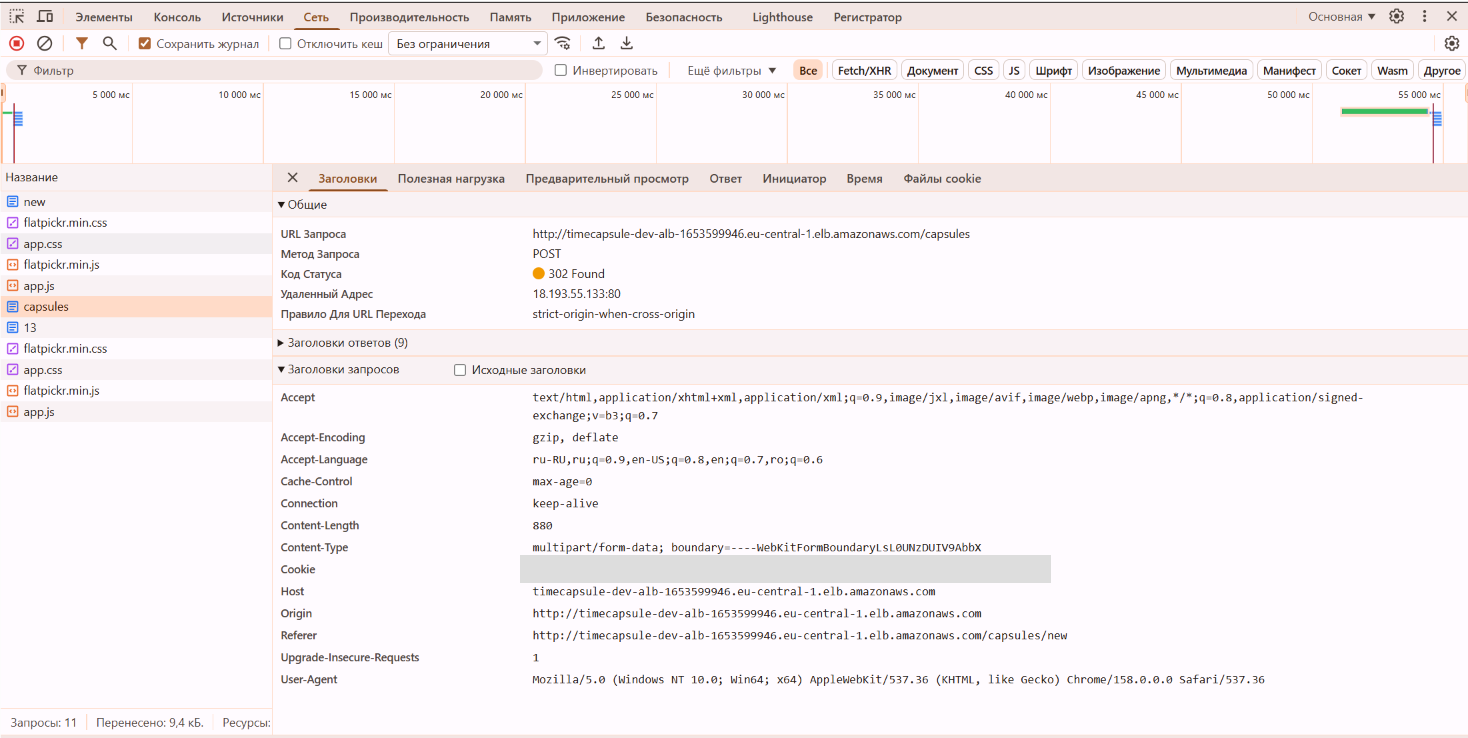 Элементы Консоль Источники Сеть Производительность Память Приложение Безопасность Lighthouse Регистратор Основная
Сохранить журнал Отключить кеш Без ограничения
Фильтр Инвертировать Ещё фильтры Все Fetch/XHR Документ CSS JS Шрифт Изображение Мультимедиа Манифест Сокет Wasm Другое
5 000 мс 10 000 мс 15 000 мс 20 000 мс 25 000 мс 30 000 мс 35 000 мс 40 000 мс 45 000 мс 50 000 мс 55 000 мс
Название
new
flatpickr.min.css
app.css
flatpickr.min.js
app.js
capsules
13
flatpickr.min.css
app.css
flatpickr.min.js
app.js
Запросы: 11 Перенесено: 9,4 кБ. Ресурсы:
Заголовки Полезная нагрузка Предварительный просмотр Ответ Инициатор Время Файлы cookie
Общие
URL Запроса http://timecapsule-dev-alb-1653599946.eu-central-1.elb.amazonaws.com/capsules
Метод Запроса POST
Код Статуса 302 Found
Удаленный Адрес 18.193.55.133:80
Правило Для URL Перехода strict-origin-when-cross-origin
Заголовки ответов (9)
Заголовки запросов Исходные заголовки
Accept text/html,application/xhtml+xml,application/xml;q=0.9,image/jxl,image/avif,image/webp,image/apng,*/*;q=0.8,application/signed-
exchange;v=b3;q=0.7
Accept-Encoding gzip, deflate
Accept-Language ru-RU,ru;q=0.9,en-US;q=0.8,en;q=0.7,ro;q=0.6
Cache-Control max-age=0
Connection keep-alive
Content-Length 880
Content-Type multipart/form-data; boundary=----WebKitFormBoundaryLsL0UNzDUIV9AbbX
Cookie
Host timecapsule-dev-alb-1653599946.eu-central-1.elb.amazonaws.com
Origin http://timecapsule-dev-alb-1653599946.eu-central-1.elb.amazonaws.com
Referer http://timecapsule-dev-alb-1653599946.eu-central-1.elb.amazonaws.com/capsules/new
Upgrade-Insecure-Requests 1
User-Agent Mozilla/5.0 (Windows NT 10.0; Win64; x64) AppleWebKit/537.36 (KHTML, like Gecko) Chrome/158.0.0.0 Safari/537.36